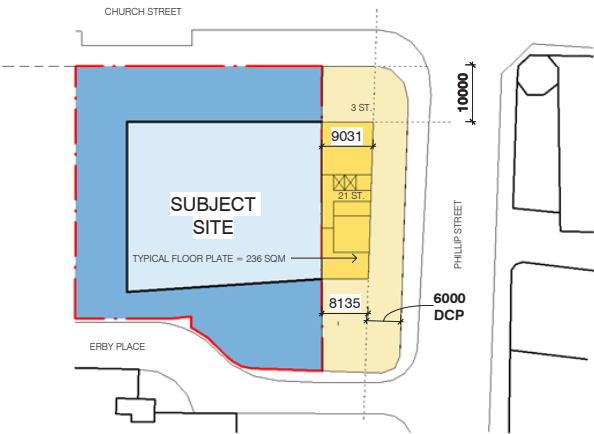 CHURCH STREET
10000
3 ST.
9031
21 ST.
SUBJECT
SITE
PHILLIP STREET
TYPICAL FLOOR PLATE = 236 SQM
8135
6000
DCP
ERBY PLACE